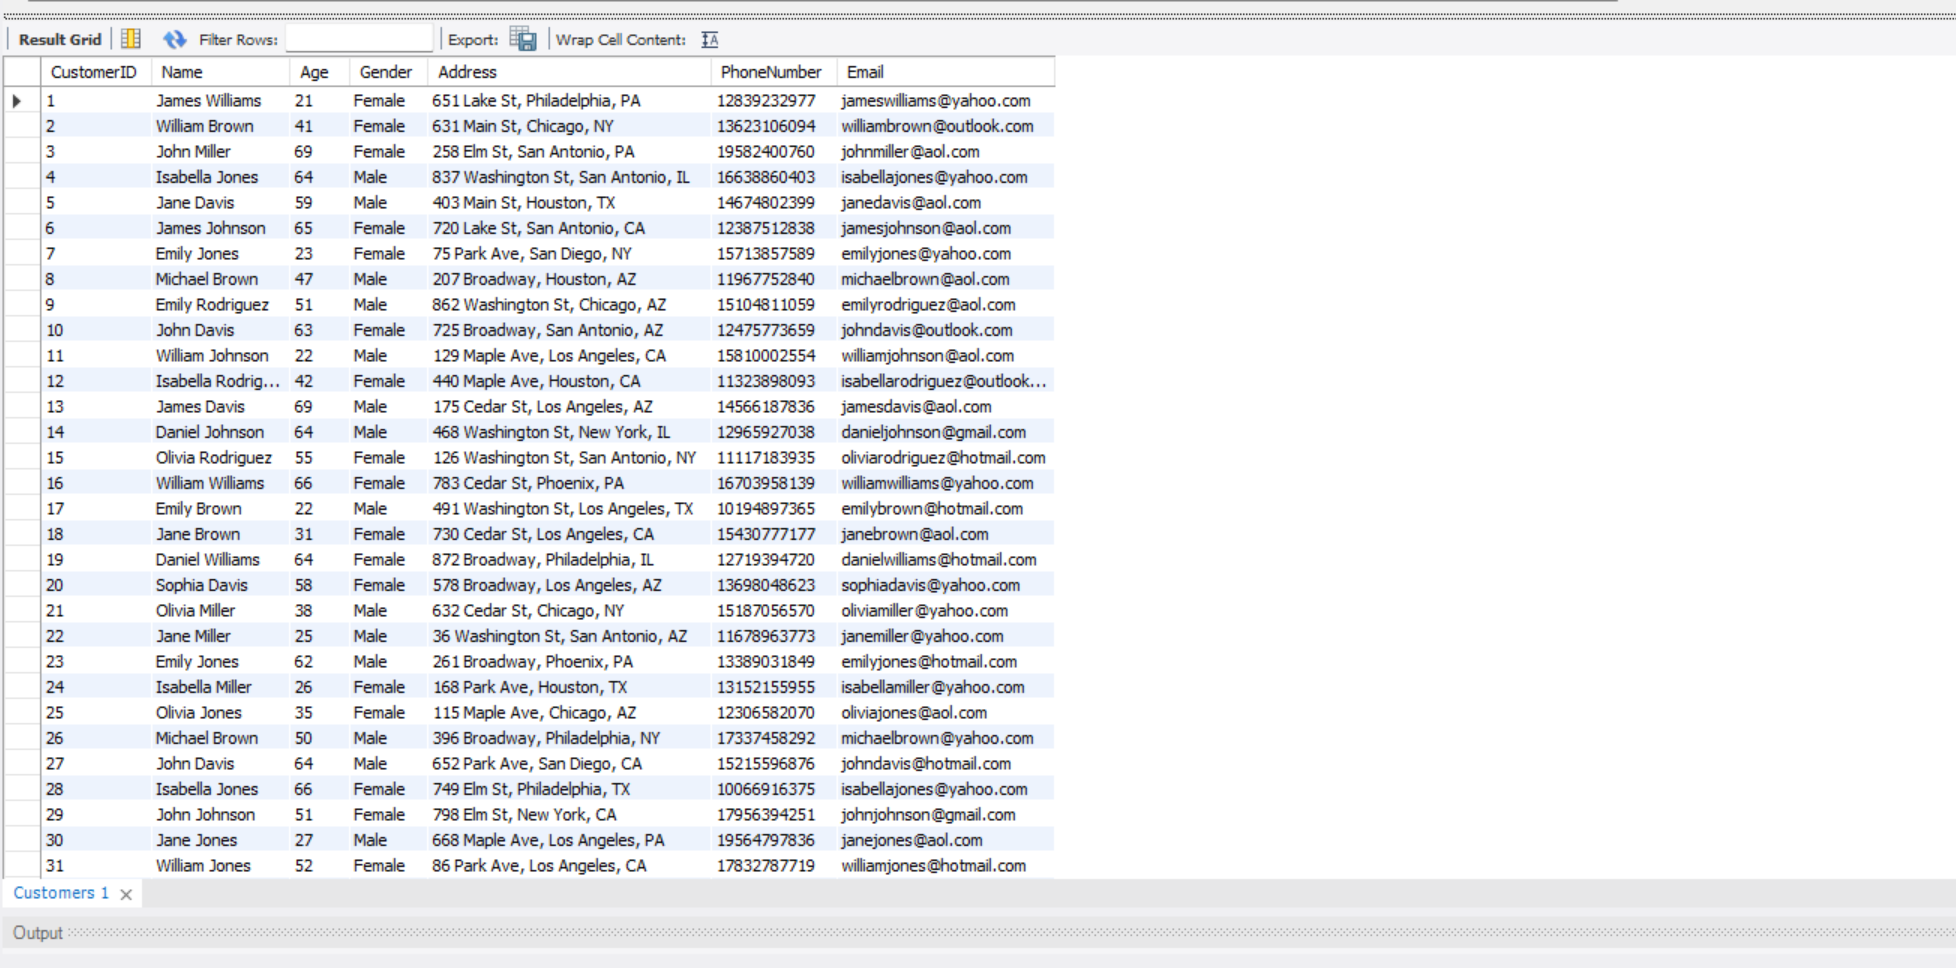 Result Grid Filter Rows: Export: Wrap Cell Content:
CustomerID Name Age Gender Address PhoneNumber Email
1 James Williams 21 Female 651 Lake St, Philadelphia, PA 12839232977 jameswilliams@yahoo.com
2 William Brown 41 Female 631 Main St, Chicago, NY 13623106094 williambrown@outlook.com
3 John Miller 69 Female 258 Elm St, San Antonio, PA 19582400760 johnmiller@aol.com
4 Isabella Jones 64 Male 837 Washington St, San Antonio, IL 16638860403 isabellajones@yahoo.com
5 Jane Davis 59 Male 403 Main St, Houston, TX 14674802399 janedavis@aol.com
6 James Johnson 65 Female 720 Lake St, San Antonio, CA 12387512838 jamesjohnson@aol.com
7 Emily Jones 23 Female 75 Park Ave, San Diego, NY 15713857589 emilyjones@yahoo.com
8 Michael Brown 47 Male 207 Broadway, Houston, AZ 11967752840 michaelbrown@aol.com
9 Emily Rodriguez 51 Male 862 Washington St, Chicago, AZ 15104811059 emilyrodriguez@aol.com
10 John Davis 63 Female 725 Broadway, San Antonio, AZ 12475773659 johndavis@outlook.com
11 William Johnson 22 Male 129 Maple Ave, Los Angeles, CA 15810002554 williamjohnson@aol.com
12 Isabella Rodrig... 42 Female 440 Maple Ave, Houston, CA 11323898093 isabellarodriguez@outlook...
13 James Davis 69 Male 175 Cedar St, Los Angeles, AZ 14566187836 jamesdavis@aol.com
14 Daniel Johnson 64 Male 468 Washington St, New York, IL 12965927038 danieljohnson@gmail.com
15 Olivia Rodriguez 55 Female 126 Washington St, San Antonio, NY 11117183935 oliviarodriguez@hotmail.com
16 William Williams 66 Female 783 Cedar St, Phoenix, PA 16703958139 williamwilliams@yahoo.com
17 Emily Brown 22 Male 491 Washington St, Los Angeles, TX 10194897365 emilybrown@hotmail.com
18 Jane Brown 31 Female 730 Cedar St, Los Angeles, CA 15430777177 janebrown@aol.com
19 Daniel Williams 64 Female 872 Broadway, Philadelphia, IL 12719394720 danielwilliams@hotmail.com
20 Sophia Davis 58 Female 578 Broadway, Los Angeles, AZ 13698048623 sophiadavis@yahoo.com
21 Olivia Miller 38 Male 632 Cedar St, Chicago, NY 15187056570 oliviamiller@yahoo.com
22 Jane Miller 25 Male 36 Washington St, San Antonio, AZ 11678963773 janemiller@yahoo.com
23 Emily Jones 62 Male 261 Broadway, Phoenix, PA 13389031849 emilyjones@hotmail.com
24 Isabella Miller 26 Female 168 Park Ave, Houston, TX 13152155955 isabellamiller@yahoo.com
25 Olivia Jones 35 Female 115 Maple Ave, Chicago, AZ 12306582070 oliviajones@aol.com
26 Michael Brown 50 Male 396 Broadway, Philadelphia, NY 17337458292 michaelbrown@yahoo.com
27 John Davis 64 Male 652 Park Ave, San Diego, CA 15215596876 johndavis@hotmail.com
28 Isabella Jones 66 Female 749 Elm St, Philadelphia, TX 10066916375 isabellajones@yahoo.com
29 John Johnson 51 Female 798 Elm St, New York, CA 17956394251 johnjohnson@gmail.com
30 Jane Jones 27 Male 668 Maple Ave, Los Angeles, PA 19564797836 janejones@aol.com
31 William Jones 52 Female 86 Park Ave, Los Angeles, CA 17832787719 williamjones@hotmail.com
Customers 1
Output